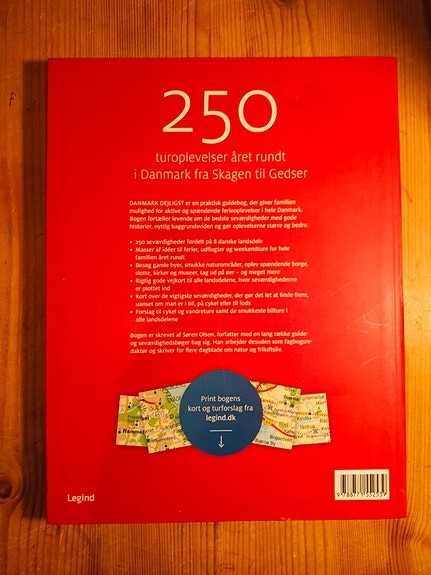 250
turoplevelser året rundt
i Danmark fra Skagen til Gedser
DANMARK DEJLIGST er en praktisk guidebog, der giver familien
mulighed for aktive og spændende ferieoplevelser i hele Danmark.
Bogen fortæller levende om de bedste seværdigheder med gode
historier, nyttig baggrundsviden og gør oplevelserne større og bedre.
• 250 seværdigheder fordelt på 8 danske landsdele
• Masser af idéer til ferier, udflugter og weekendture for hele
familien året rundt
• Besøg gamle byer, smukke naturområder, oplev spændende borge,
slotte, kirker og museer, tag ud på øer – og meget mere
• Rigtig gode vejkort til alle landsdelene, hvor seværdighederne
er plottet ind
• Kort over de vigtigste seværdigheder, der gør det let at finde frem,
uanset om man er i bil, på cykel eller til fods
• Forslag til cykel og vandreture samt de smukkeste bilture i
alle landsdelene
Bogen er skrevet af Søren Olsen, forfatter med en lang række guide-
og seværdighedsbøger bag sig. Han arbejder desuden som fagbogsre-
daktør og skriver for flere dagblade om natur og friluftsliv.
Print bogens
kort og turforslag fra
legind.dk
Legind